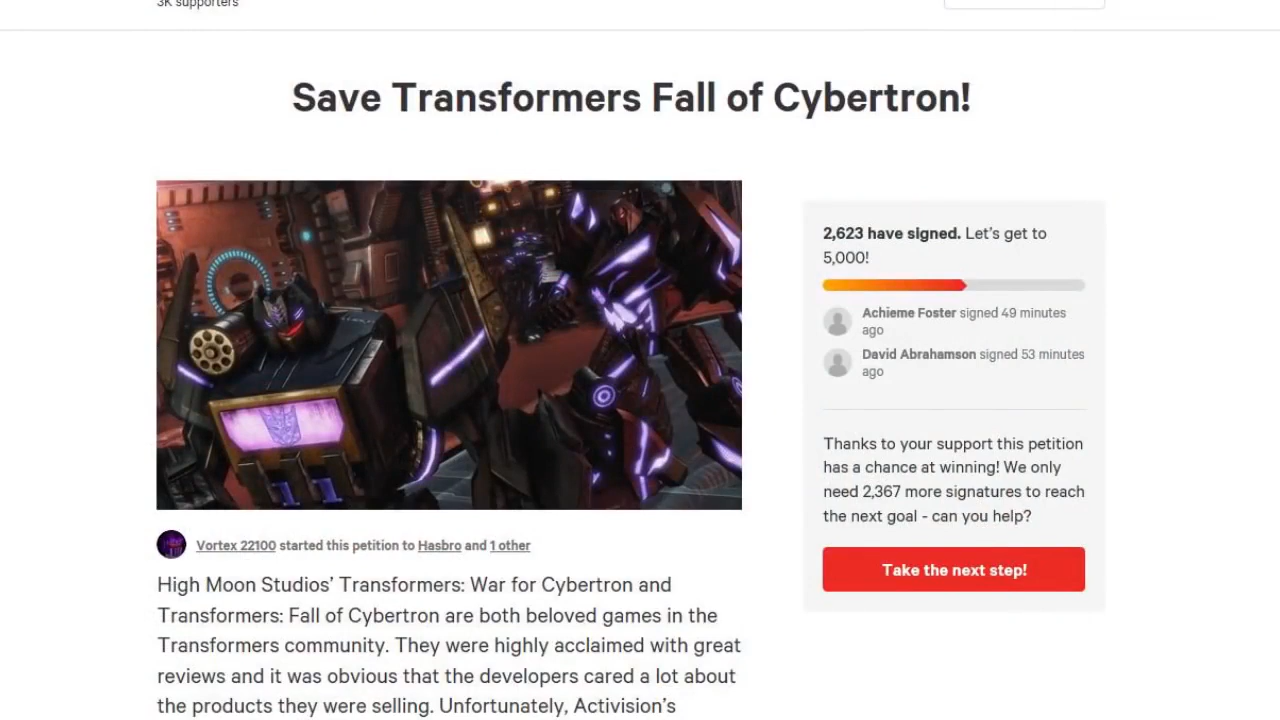 3K supporters
Save Transformers Fall of Cybertron!
2,623 have signed. Let's get to
5,000!
Achieme Foster signed 49 minutes
ago
David Abrahamson signed 53 minutes
ago
Thanks to your support this petition
has a chance at winning! We only
need 2,367 more signatures to reach
the next goal - can you help?
Take the next step!
Vortex 22100 started this petition to Hasbro and 1 other
High Moon Studios’ Transformers: War for Cybertron and
Transformers: Fall of Cybertron are both beloved games in the
Transformers community. They were highly acclaimed with great
reviews and it was obvious that the developers cared a lot about
the products they were selling. Unfortunately, Activision’s